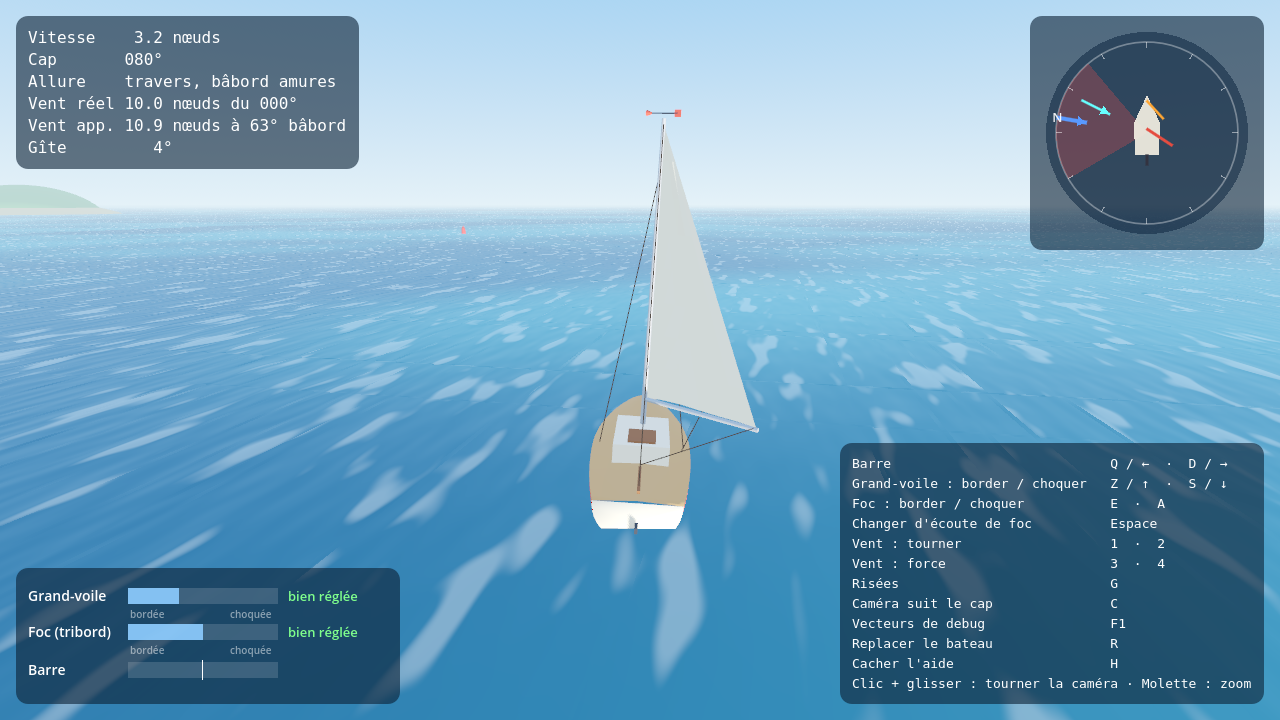 Vitesse    3.2 nœuds
Cap       080°
Allure    travers, bâbord amures
Vent réel 10.0 nœuds du 000°
Vent app. 10.9 nœuds à 63° bâbord
Gîte         4°
N
Barre Q / ← · D / →
Grand-voile : border / choquer Z / ↑ · S / ↓
Foc : border / choquer E · A
Changer d'écoute de foc Espace
Vent : tourner 1 · 2
Vent : force 3 · 4
Risées G
Caméra suit le cap C
Vecteurs de debug F1
Replacer le bateau R
Cacher l'aide H
Clic + glisser : tourner la caméra · Molette : zoom
Grand-voile bien réglée
bordée choquée
Foc (tribord) bien réglée
bordée choquée
Barre